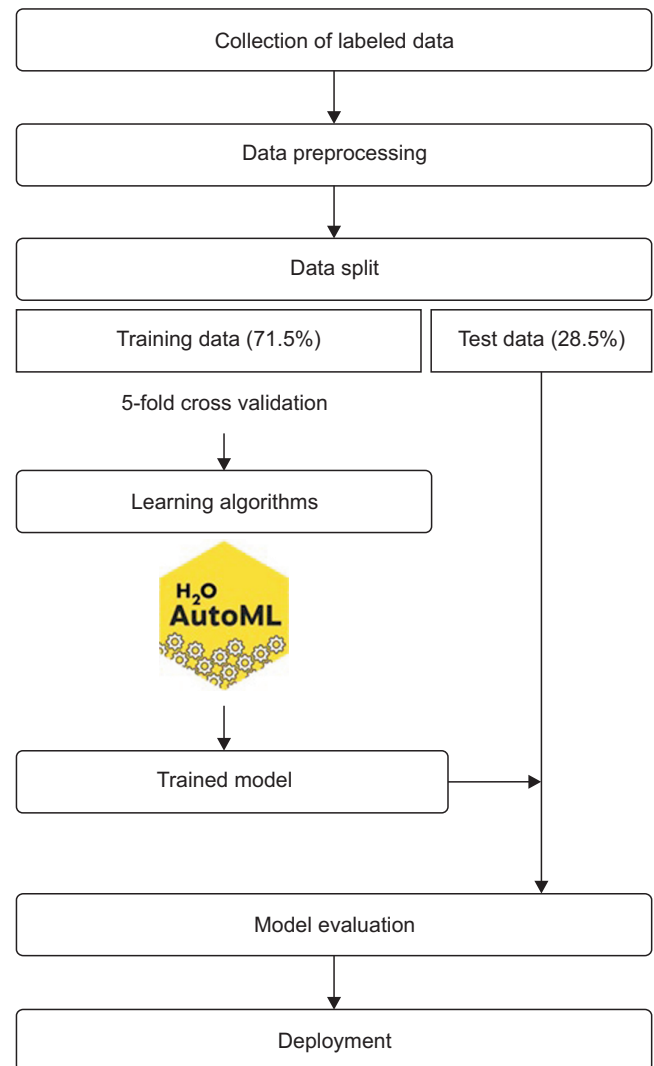 Collection of labeled data
Data preprocessing
Data split
Training data (71.5%)
Test data (28.5%)
5-fold cross validation
Learning algorithms
H₂O
AutoML
Trained model
Model evaluation
Deployment